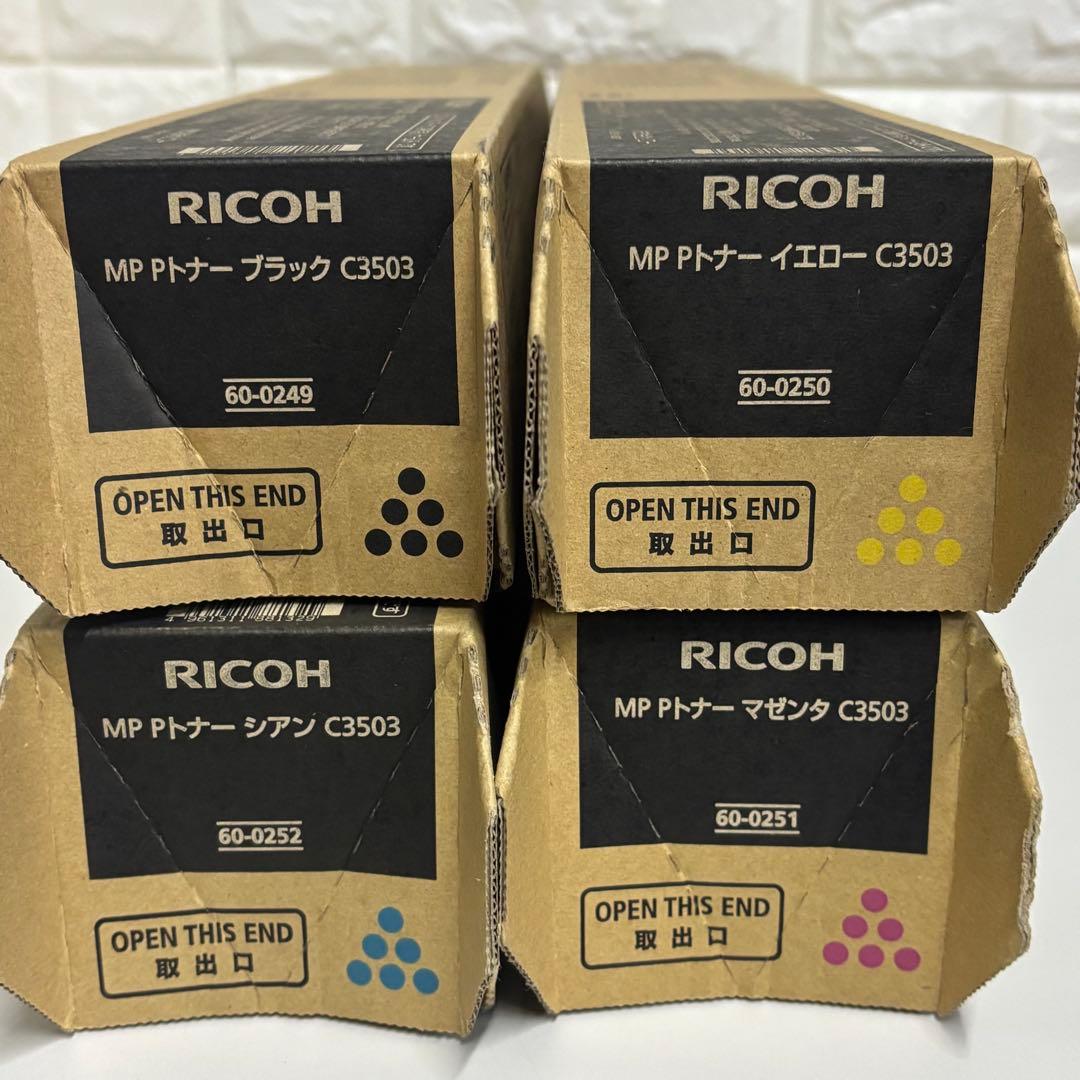 RICOH
MP Pトナー ブラック C3503
60-0249
OPEN THIS END
取出口
RICOH
MP Pトナー イエロー C3503
60-0250
OPEN THIS END
取出口
RICOH
MP Pトナー シアン C3503
60-0252
OPEN THIS END
取出口
RICOH
MP Pトナー マゼンタ C3503
60-0251
OPEN THIS END
取出口